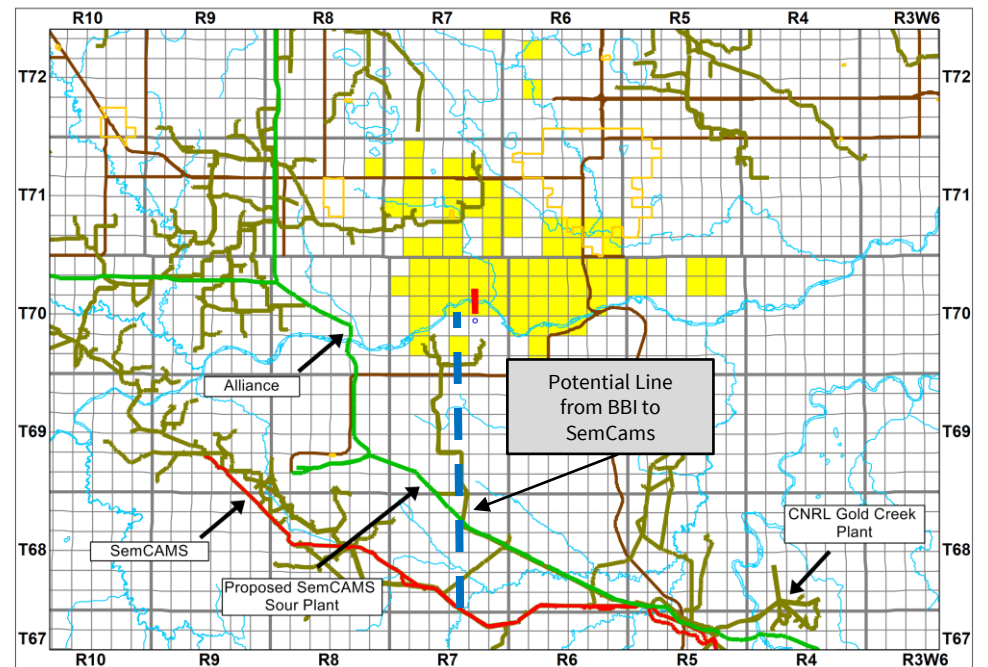 R10 R9 R8 R7 R6 R5 R4 R3W6
T72 T72
T71 T71
T70 T70
Alliance
Potential Line
from BBI to
SemCams
T69 T69
CNRL Gold Creek
Plant
SemCAMS
T68 T68
Proposed SemCAMS
Sour Plant
T67 T67
R10 R9 R8 R7 R6 R5 R4 R3W6